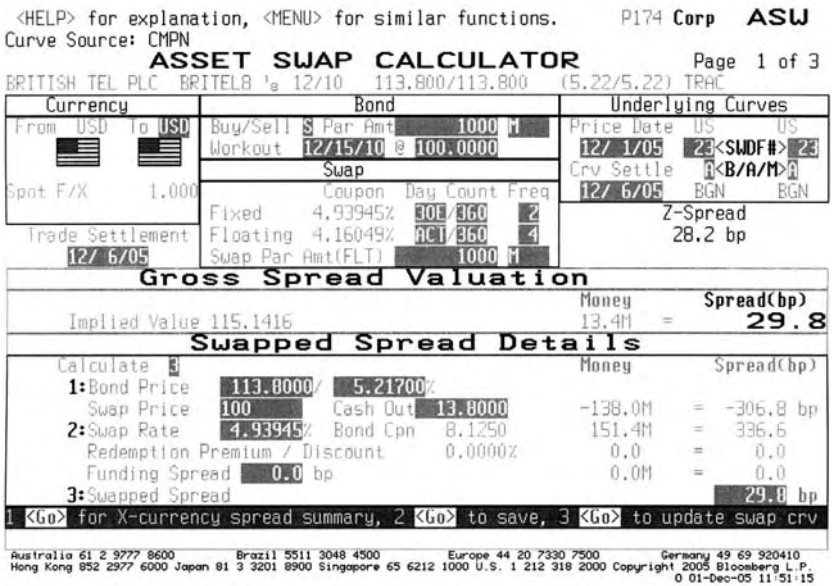 <HELP> for explanation, <MENU> for similar functions. P174 Corp ASW
Curve Source: CMPN
ASSET SWAP CALCULATOR Page 1 of 3
BRITISH TEL PLC BRITEL8 ⅛ 12/10 113.800/113.800 (5.22/5.22) TRAC
Currency Bond Underlying Curves
From USD To USD Buy/Sell S Par Amt 1000 M Price Date US US
Workout 12/15/10 @ 100.0000 12/ 1/05 23<SWDF#> 23
Swap Crv Settle A<B/A/M>A
Spot F/X 1.000 Coupon Day Count Freq 12/ 6/05 BGN BGN
Fixed 4.93945% 30E/360 2 Z-Spread
Trade Settlement Floating 4.16049% ACT/360 4 28.2 bp
12/ 6/05 Swap Par Amt(FLT) 1000 M
Gross Spread Valuation
Money Spread(bp)
Implied Value 115.1416 13.4M = 29.8
Swapped Spread Details
Calculate 3 Money Spread(bp)
1:Bond Price 113.8000/ 5.21700%
Swap Price 100 Cash Out 13.8000 -138.0M = -306.8 bp
2:Swap Rate 4.93945% Bond Cpn 8.1250 151.4M = 336.6
Redemption Premium / Discount 0.0000% 0.0 = 0.0
Funding Spread 0.0 bp 0.0M = 0.0
3:Swapped Spread 29.8 bp
1 <Go> for X-currency spread summary, 2 <Go> to save, 3 <Go> to update swap crv
Australia 61 2 9777 8600 Brazil 5511 3048 4500 Europe 44 20 7330 7500 Germany 49 69 920410
Hong Kong 852 2977 6000 Japan 81 3 3201 8900 Singapore 65 6212 1000 U.S. 1 212 318 2000 Copyright 2005 Bloomberg L.P.
0 01-Dec-05 11:51:15